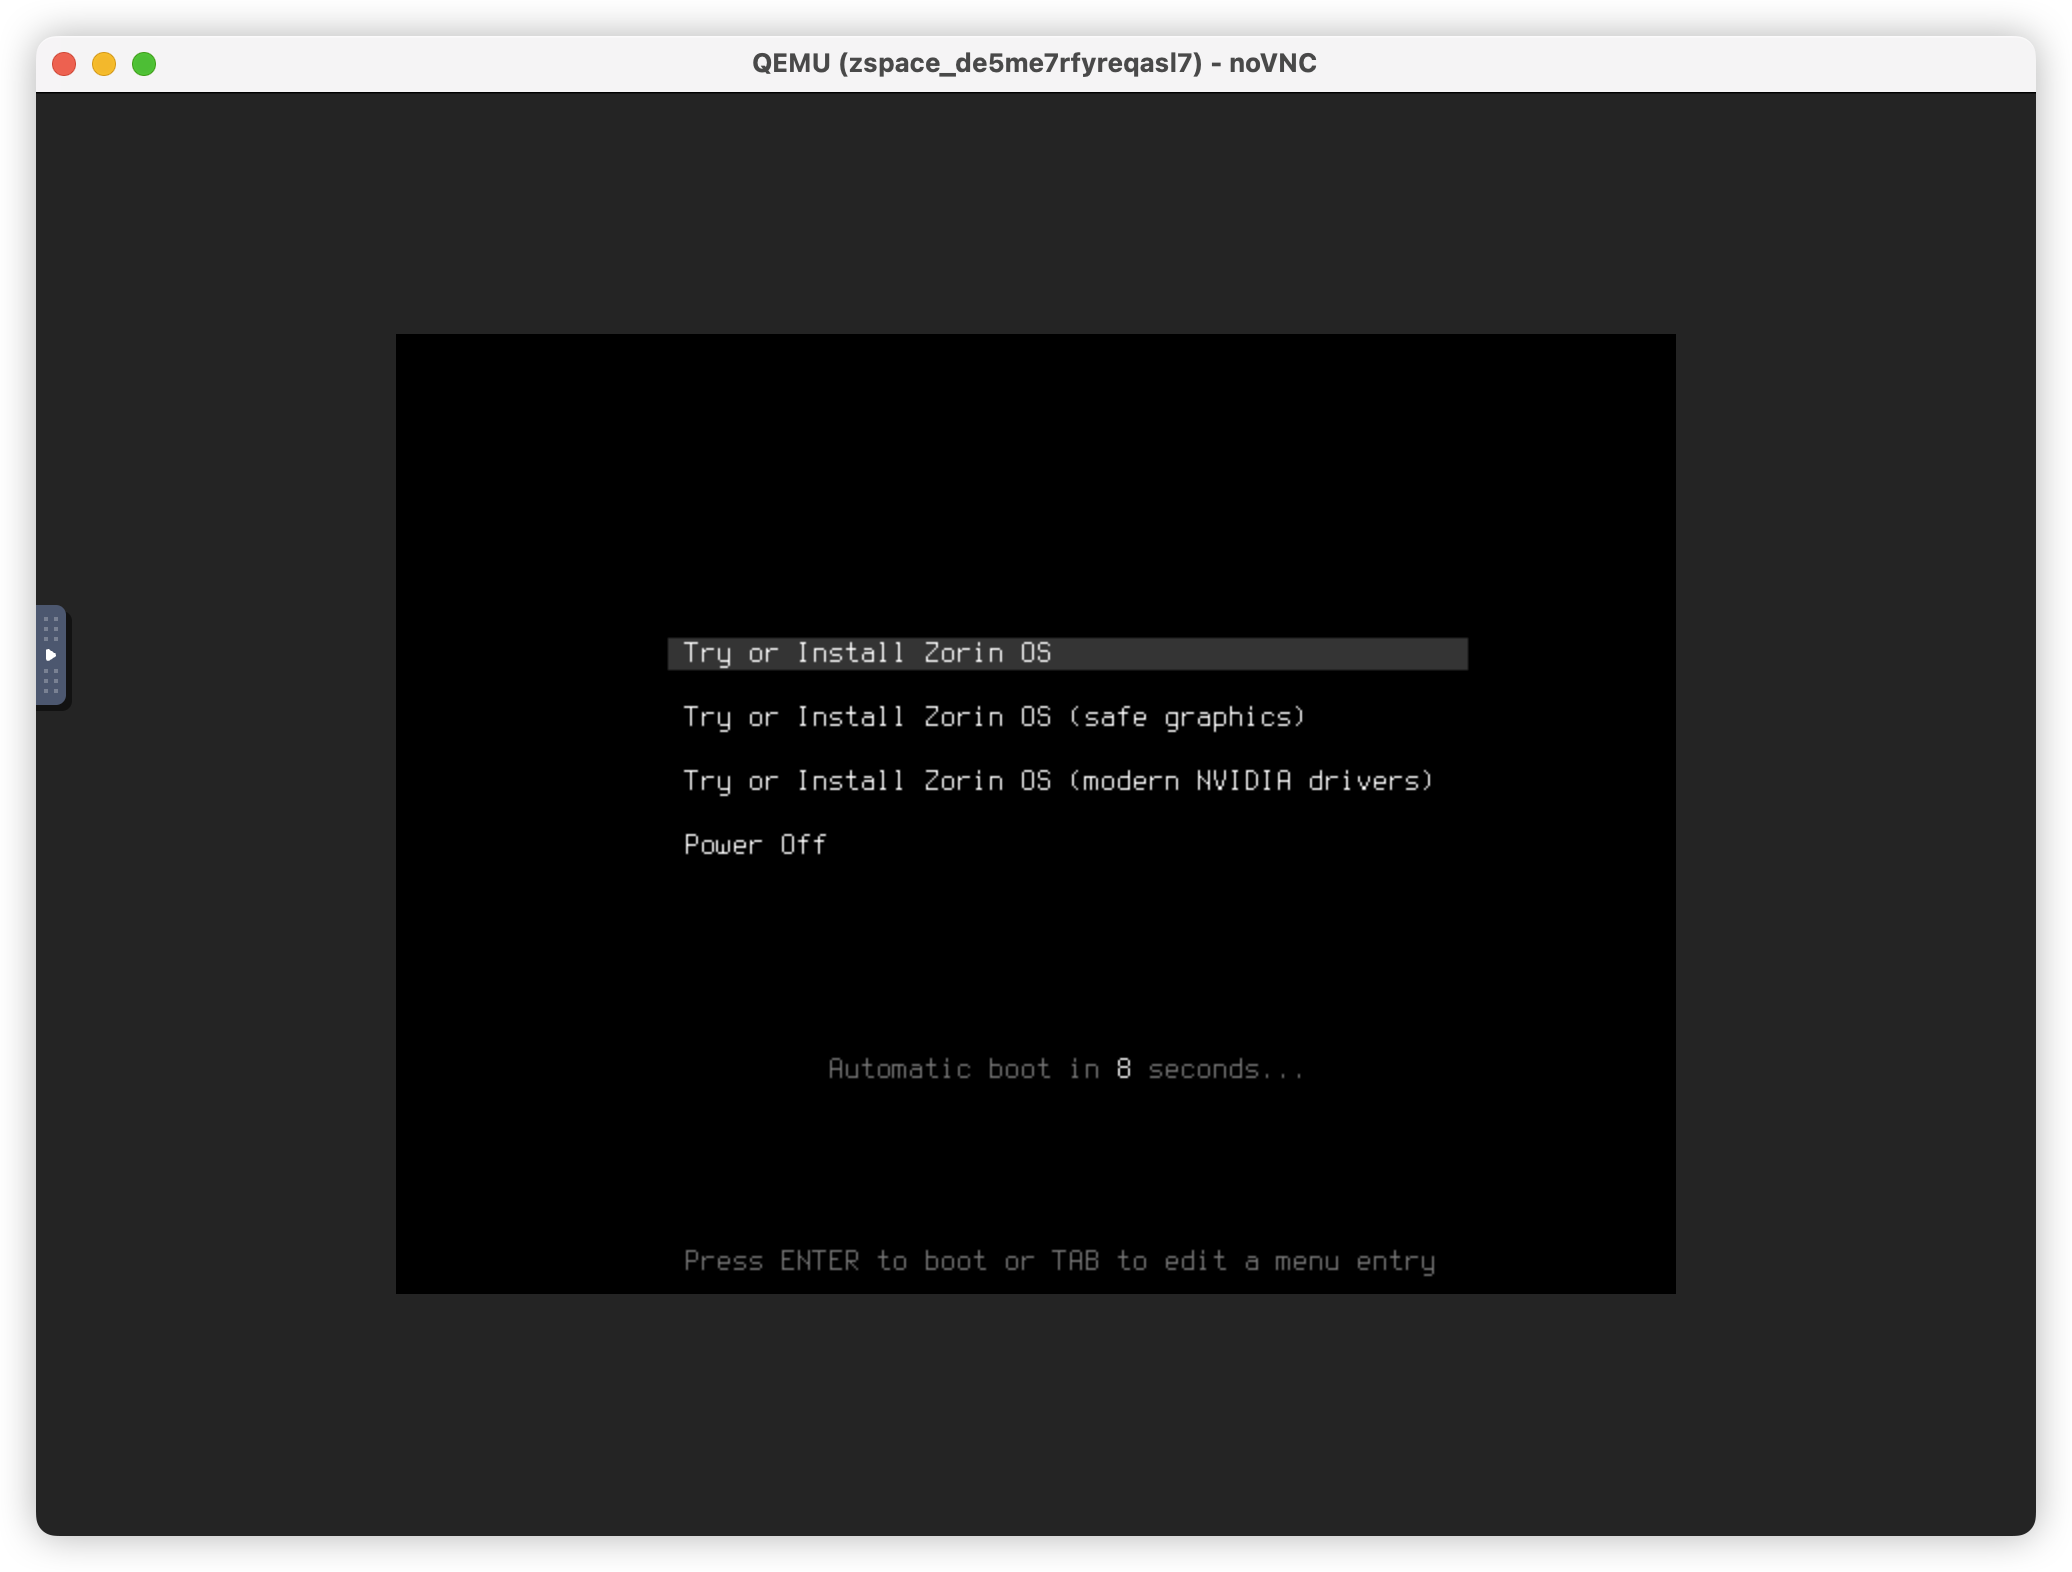 QEMU (zspace_de5me7rfyreqasl7) - noVNC
Try or Install Zorin OS
Try or Install Zorin OS (safe graphics)
Try or Install Zorin OS (modern NVIDIA drivers)
Power Off
Automatic boot in 8 seconds...
Press ENTER to boot or TAB to edit a menu entry